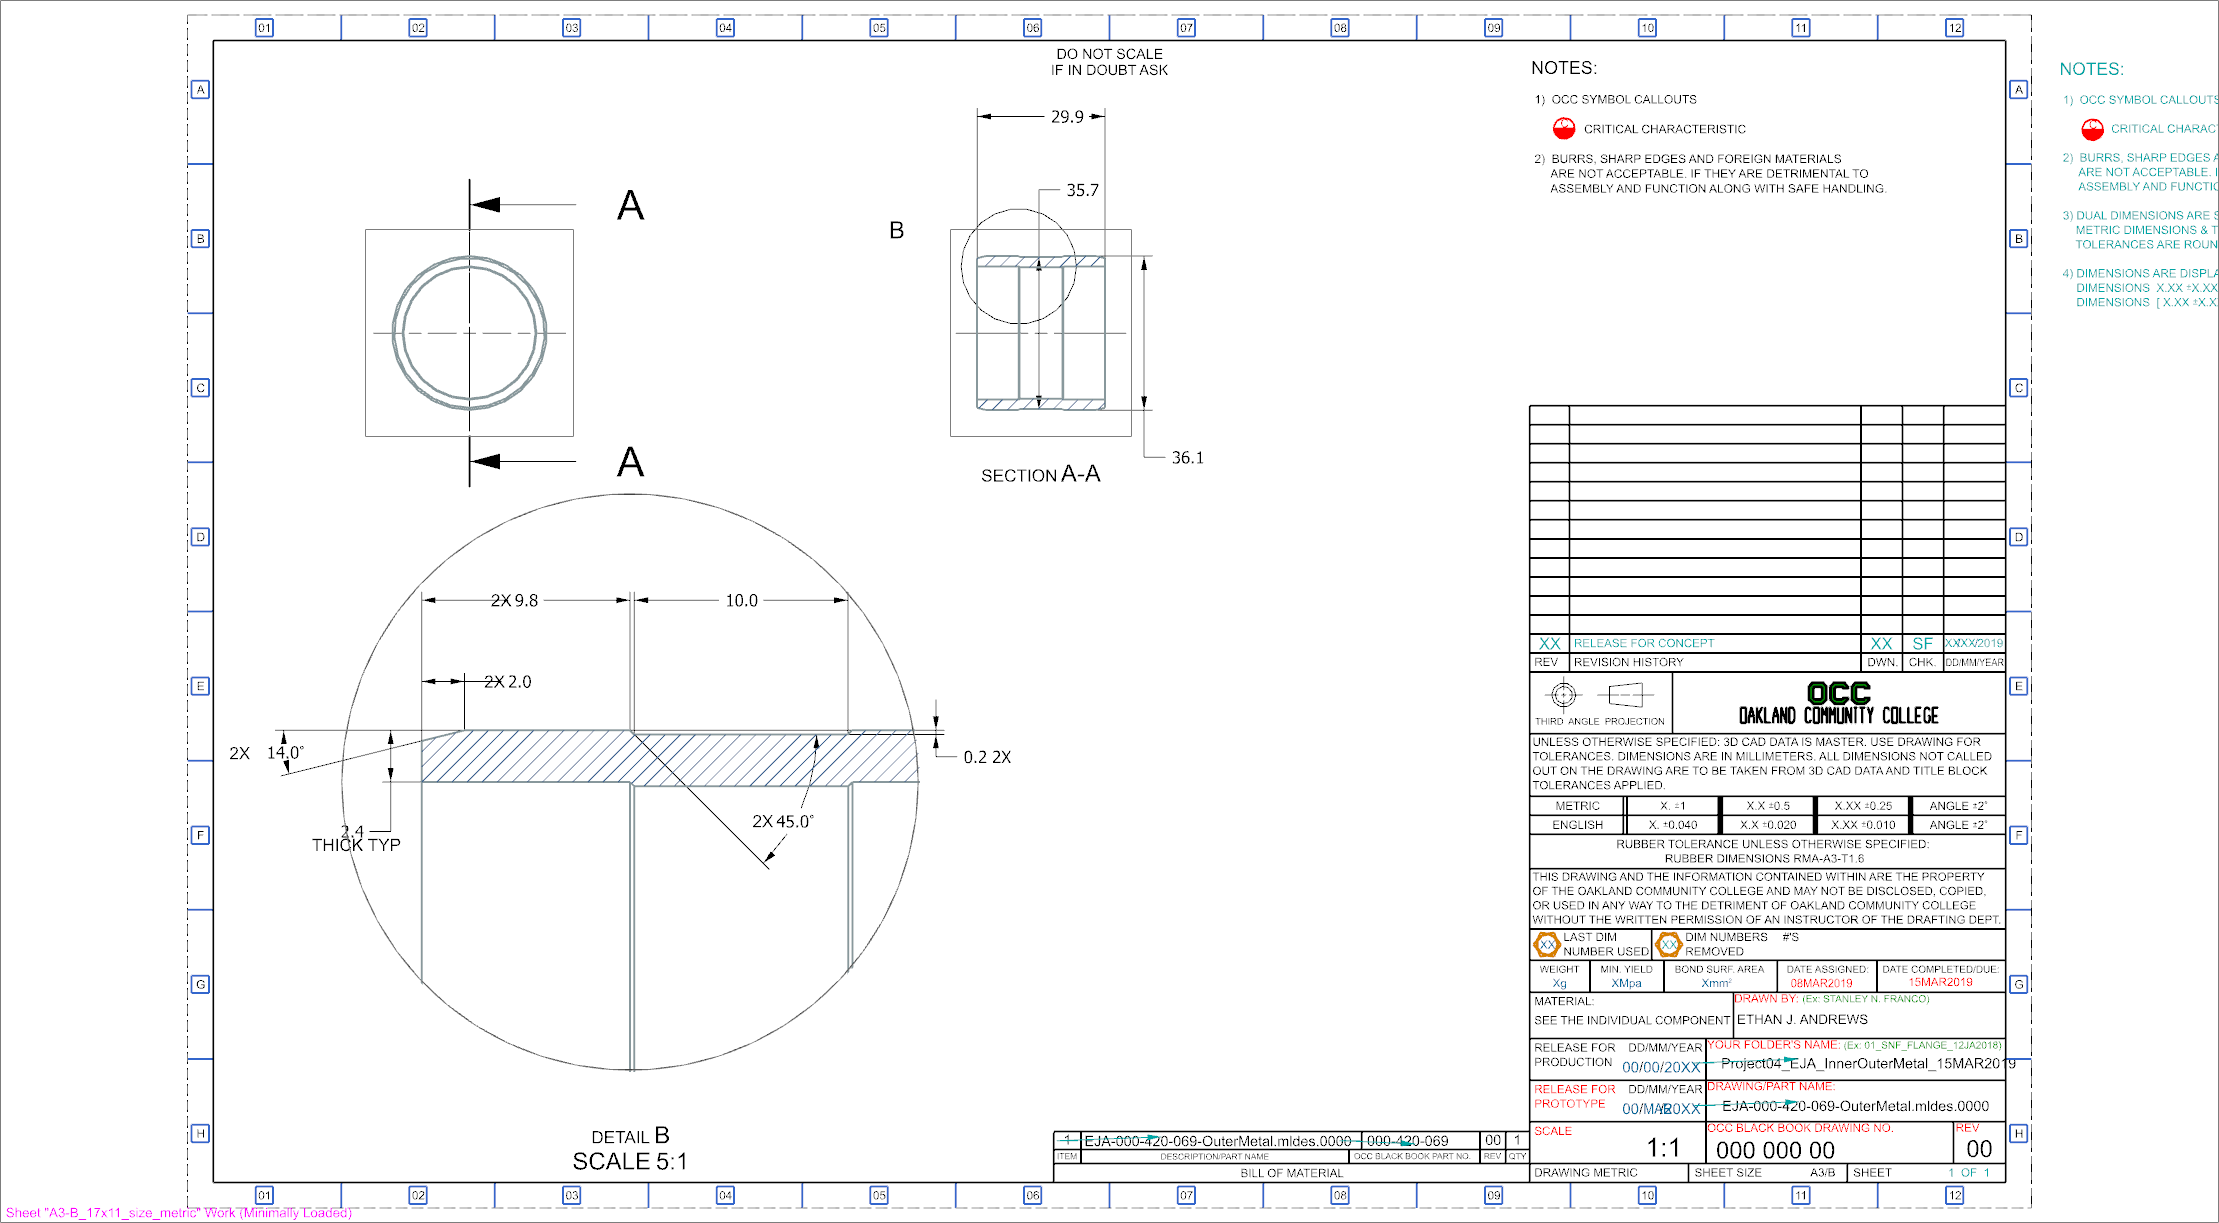 01 02 03 04 05 06 07 08 09 10 11 12
A
B
C
D
E
F
G
H
DO NOT SCALE
IF IN DOUBT ASK
29.9
35.7
B
36.1
SECTION A-A
A
A
2X 9.8
10.0
2X 2.0
2X 14.0°
2.4
THICK TYP
0.2 2X
2X 45.0°
DETAIL B
SCALE 5:1
NOTES:
1) OCC SYMBOL CALLOUTS
C
CRITICAL CHARACTERISTIC
2) BURRS, SHARP EDGES AND FOREIGN MATERIALS
ARE NOT ACCEPTABLE. IF THEY ARE DETRIMENTAL TO
ASSEMBLY AND FUNCTION ALONG WITH SAFE HANDLING.
A
B
C
D
E
F
G
H
NOTES:
1) OCC SYMBOL CALLOUTS
C
CRITICAL CHARAC
2) BURRS, SHARP EDGES
ARE NOT ACCEPTABLE.
ASSEMBLY AND FUNCTIO
3) DUAL DIMENSIONS ARE S
METRIC DIMENSIONS & T
TOLERANCES ARE ROUN
4) DIMENSIONS ARE DISPLA
DIMENSIONS X.XX ±X.XX
DIMENSIONS [ X.XX ±X.X
XX RELEASE FOR CONCEPT XX SF XX/XX/2019
REV REVISION HISTORY DWN. CHK. DD/MM/YEAR
THIRD ANGLE PROJECTION
OCC
OAKLAND COMMUNITY COLLEGE
UNLESS OTHERWISE SPECIFIED: 3D CAD DATA IS MASTER. USE DRAWING FOR
TOLERANCES. DIMENSIONS ARE IN MILLIMETERS. ALL DIMENSIONS NOT CALLED
OUT ON THE DRAWING ARE TO BE TAKEN FROM 3D CAD DATA AND TITLE BLOCK
TOLERANCES APPLIED.
METRIC X. ±1 X.X ±0.5 X.XX ±0.25 ANGLE ±2°
ENGLISH X. ±0.040 X.X ±0.020 X.XX ±0.010 ANGLE ±2°
RUBBER TOLERANCE UNLESS OTHERWISE SPECIFIED:
RUBBER DIMENSIONS RMA-A3-T1.6
THIS DRAWING AND THE INFORMATION CONTAINED WITHIN ARE THE PROPERTY
OF THE OAKLAND COMMUNITY COLLEGE AND MAY NOT BE DISCLOSED, COPIED,
OR USED IN ANY WAY TO THE DETRIMENT OF OAKLAND COMMUNITY COLLEGE
WITHOUT THE WRITTEN PERMISSION OF AN INSTRUCTOR OF THE DRAFTING DEPT.
XX LAST DIM XX DIM NUMBERS #'S
NUMBER USED REMOVED
WEIGHT MIN. YIELD BOND SURF. AREA DATE ASSIGNED: DATE COMPLETED/DUE:
Xg XMpa Xmm² 08MAR2019 15MAR2019
MATERIAL: DRAWN BY: (Ex: STANLEY N. FRANCO)
SEE THE INDIVIDUAL COMPONENT ETHAN J. ANDREWS
RELEASE FOR DD/MM/YEAR YOUR FOLDER'S NAME: (Ex: 01_SNF_FLANGE_12JA2018)
PRODUCTION 00/00/20XX Project04_EJA_InnerOuterMetal_15MAR2019
RELEASE FOR DD/MM/YEAR DRAWING/PART NAME:
PROTOTYPE 00/MAR/20XX EJA-000-420-069-OuterMetal.mldes.0000
SCALE OCC BLACK BOOK DRAWING NO. REV
1:1 000 000 00 00
DRAWING METRIC SHEET SIZE A3/B SHEET 1 OF 1
1 EJA-000-420-069-OuterMetal.mldes.0000 000-420-069 00 1
ITEM DESCRIPTION/PART NAME OCC BLACK BOOK PART NO. REV QTY
BILL OF MATERIAL
01 02 03 04 05 06 07 08 09 10 11 12
Sheet "A3-B_17x11_size_metric" Work (Minimally Loaded)